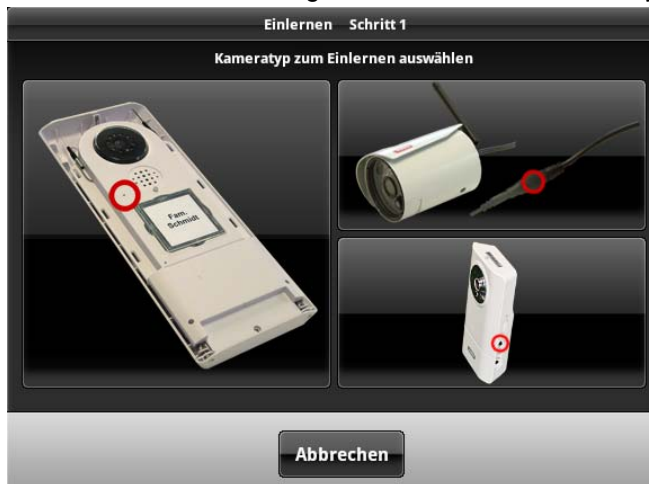 Einlernen Schritt 1
Kameratyp zum Einlernen auswählen
Fam.
Schmidt
Abbrechen